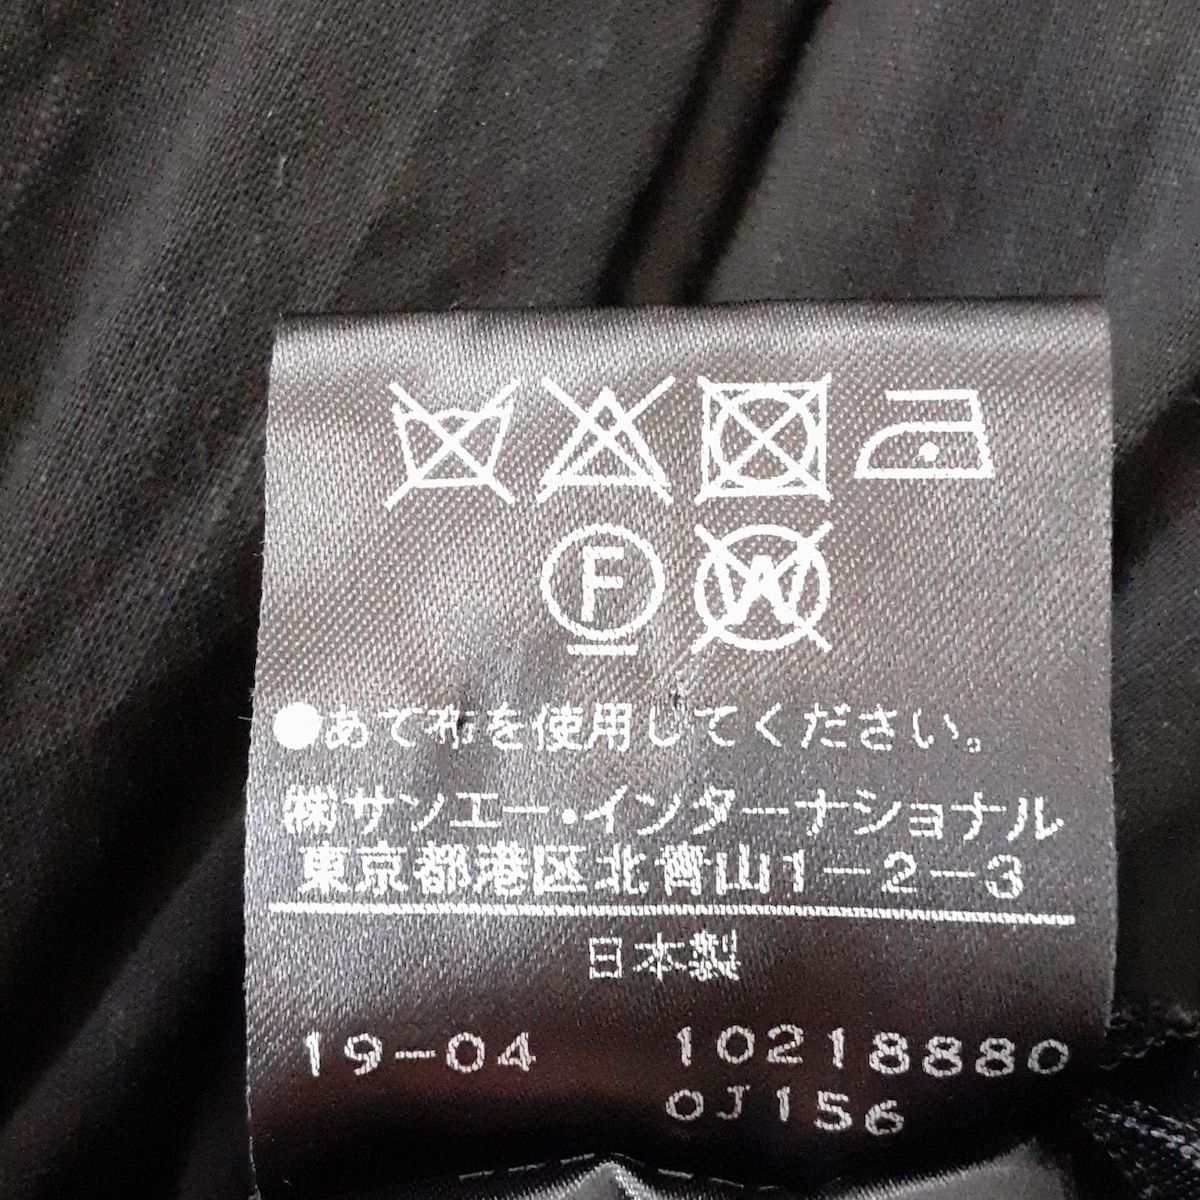 F W
●あて布を使用してください。
㈱サンエー・インターナショナル
東京都港区北青山1-2-3
日本製
19-04 10218880
0J156